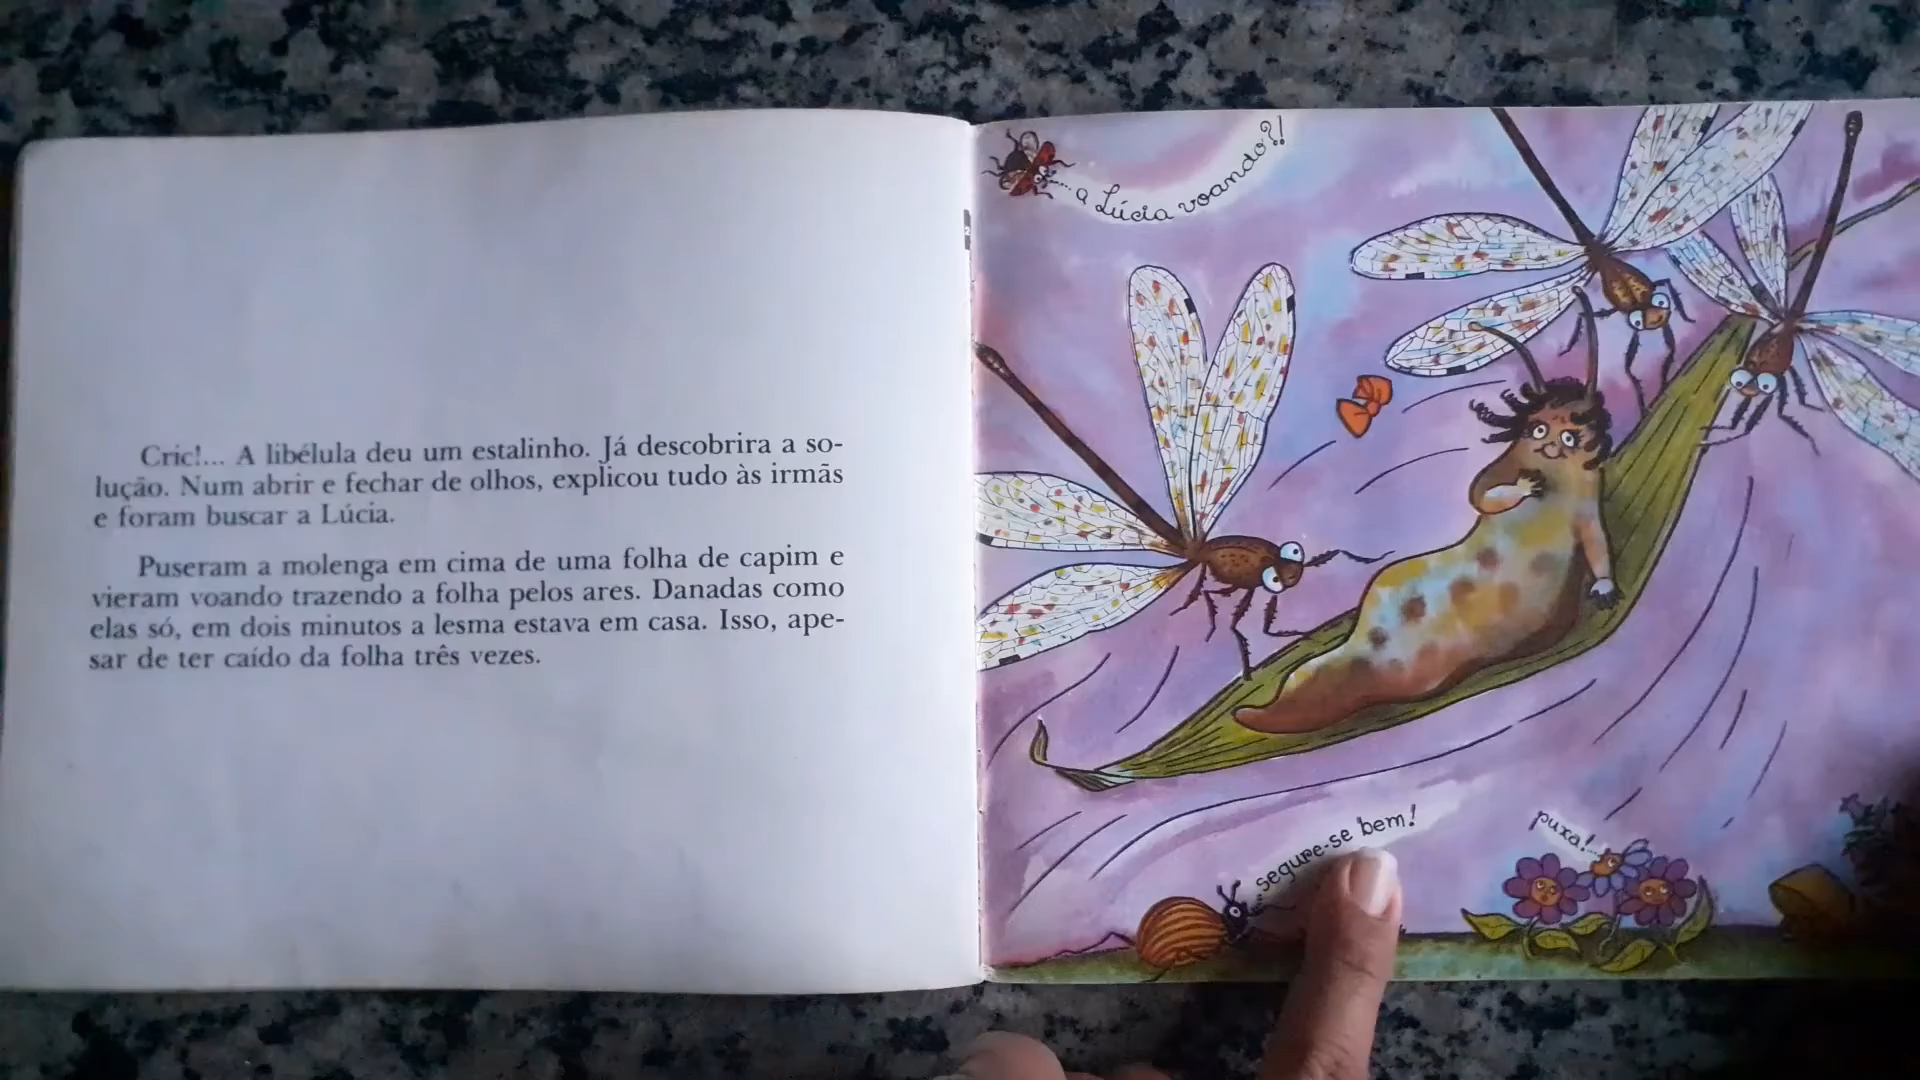 Cric!... A libélula deu um estalinho. Já descobrira a so-
lução. Num abrir e fechar de olhos, explicou tudo às irmãs
e foram buscar a Lúcia.
Puseram a molenga em cima de uma folha de capim e
vieram voando trazendo a folha pelos ares. Danadas como
elas só, em dois minutos a lesma estava em casa. Isso, ape-
sar de ter caído da folha três vezes.
a Lúcia voando?!
segure-se bem!
puxa!...